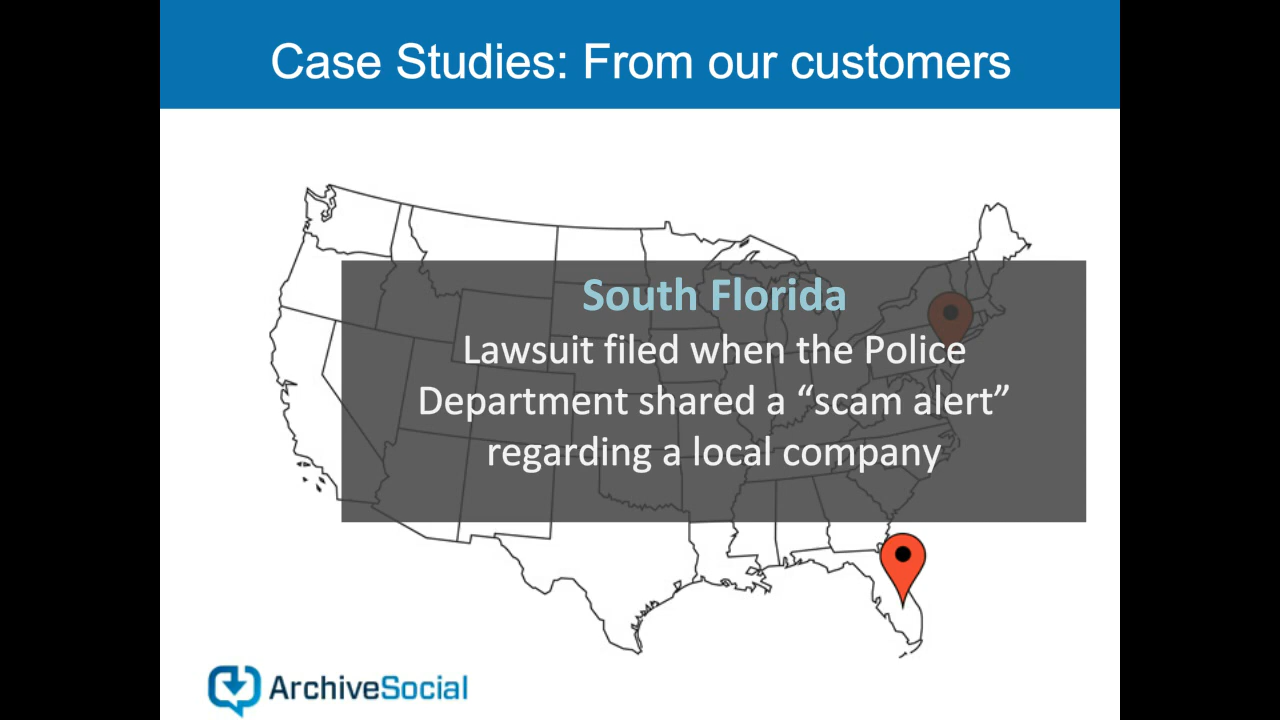 Case Studies: From our customers
South Florida
Lawsuit filed when the Police
Department shared a “scam alert”
regarding a local company
ArchiveSocial